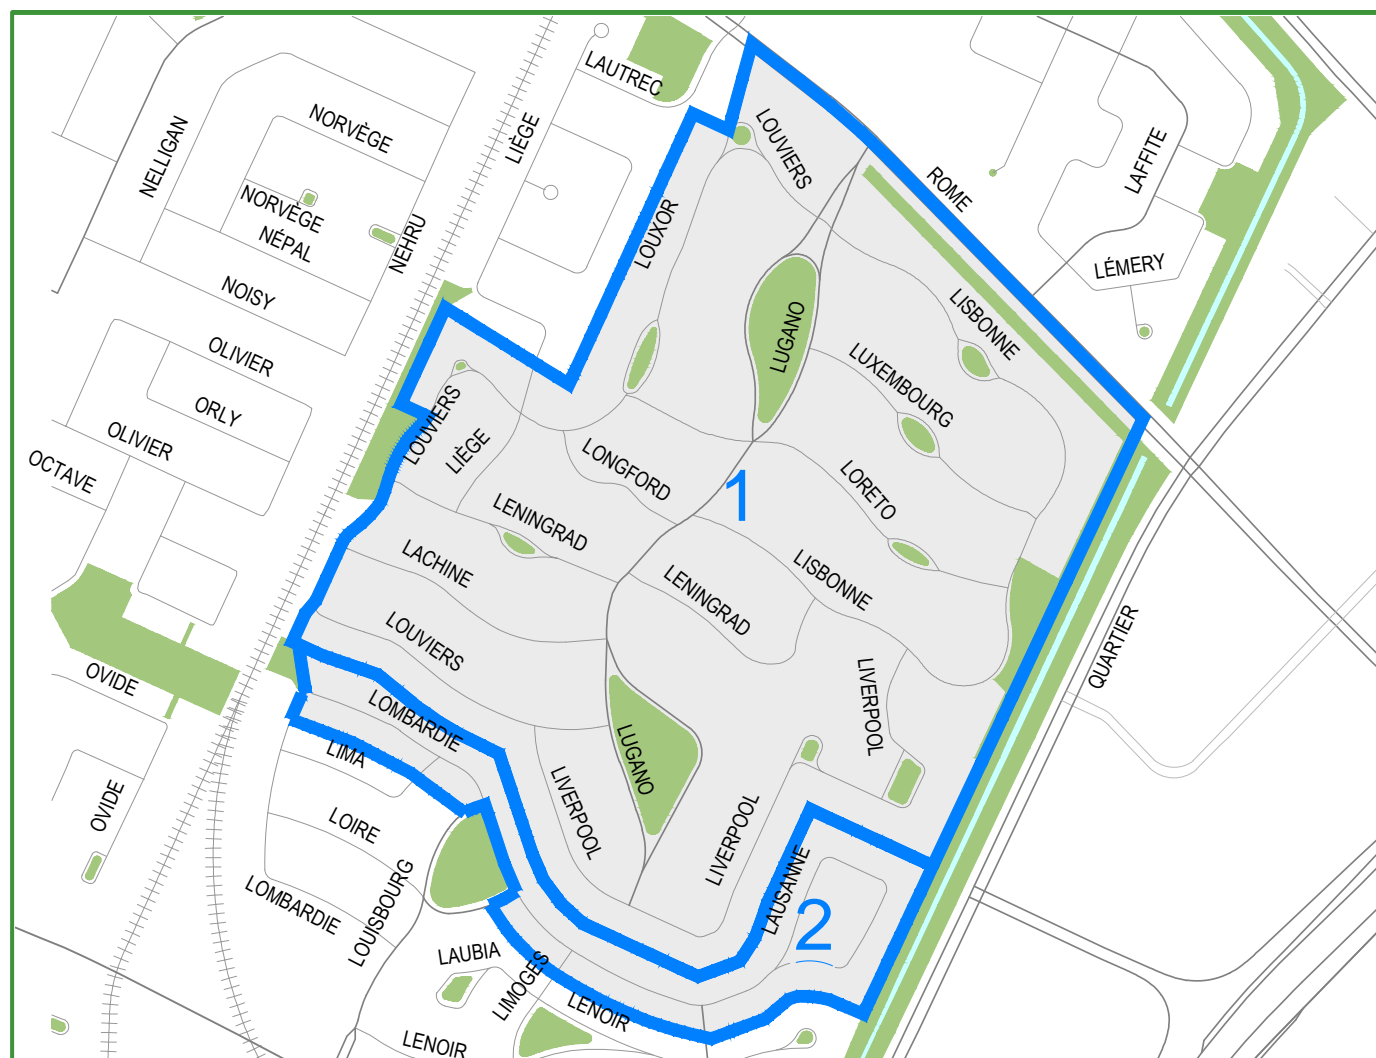 LAUTREC
NORVÈGE
LIÈGE
NELLIGAN
LOUVIERS
LAFFITE
ROME
NORVÈGE
NÉPAL
NEHRU
LOUXOR
LÉMERY
NOISY
LISBONNE
LUGANO
OLIVIER
LUXEMBOURG
ORLY
OLIVIER
LOUVIERS
LIÈGE
OCTAVE
LONGFORD
LORETO
1
LENINGRAD
LACHINE
LENINGRAD
LISBONNE
LOUVIERS
QUARTIER
OVIDE
LIVERPOOL
LOMBARDIE
LIMA
LUGANO
OVIDE
LIVERPOOL
LOIRE
LIVERPOOL
LAUSANNE
LOMBARDIE
LOUISBOURG
2
LAUBIA
LIMOGES
LENOIR
LENOIR